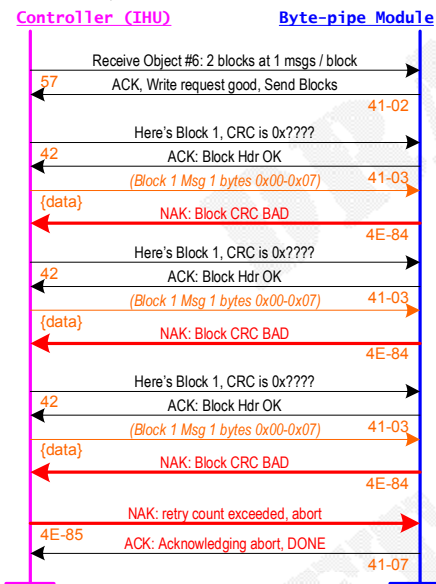 Controller (IHU) Byte-pipe Module
Receive Object #6: 2 blocks at 1 msgs / block
57 ACK, Write request good, Send Blocks
41-02
Here's Block 1, CRC is 0x????
42 ACK: Block Hdr OK
(Block 1 Msg 1 bytes 0x00-0x07) 41-03
{data} NAK: Block CRC BAD
4E-84
Here's Block 1, CRC is 0x????
42 ACK: Block Hdr OK
(Block 1 Msg 1 bytes 0x00-0x07) 41-03
{data} NAK: Block CRC BAD
4E-84
Here's Block 1, CRC is 0x????
42 ACK: Block Hdr OK
(Block 1 Msg 1 bytes 0x00-0x07) 41-03
{data} NAK: Block CRC BAD
4E-84
NAK: retry count exceeded, abort
4E-85 ACK: Acknowledging abort, DONE
41-07